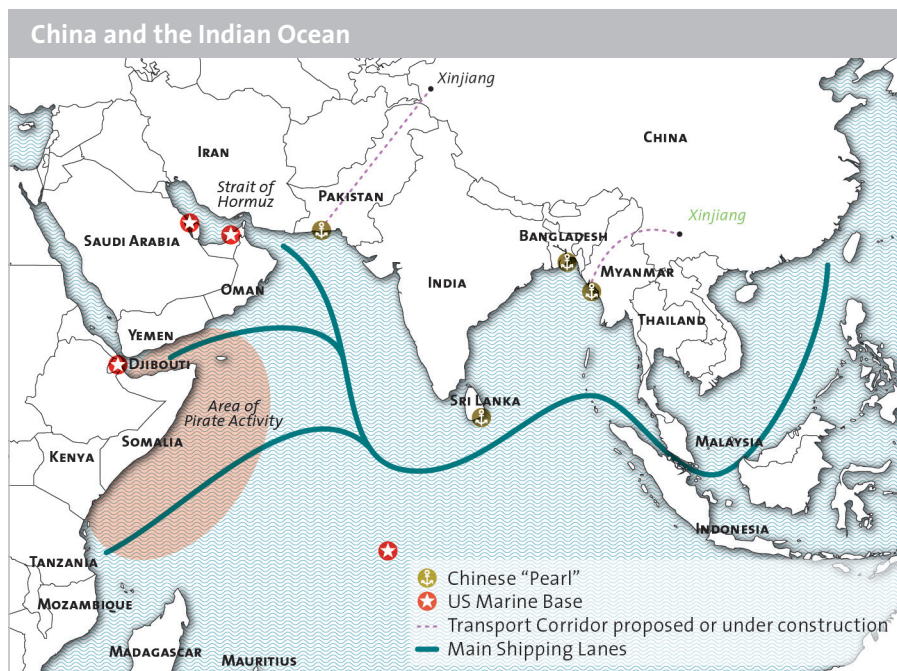 China and the Indian Ocean
Xinjiang
CHINA
IRAN
Strait of
Hormuz
PAKISTAN
Xinjiang
SAUDI ARABIA
BANGLADESH
MYANMAR
OMAN
INDIA
THAILAND
YEMEN
DJIBOUTI
SRI LANKA
Area of
Pirate Activity
SOMALIA
MALAYSIA
KENYA
INDONESIA
TANZANIA
MOZAMBIQUE
MADAGASCAR
MAURITIUS
Chinese “Pearl”
US Marine Base
Transport Corridor proposed or under construction
Main Shipping Lanes